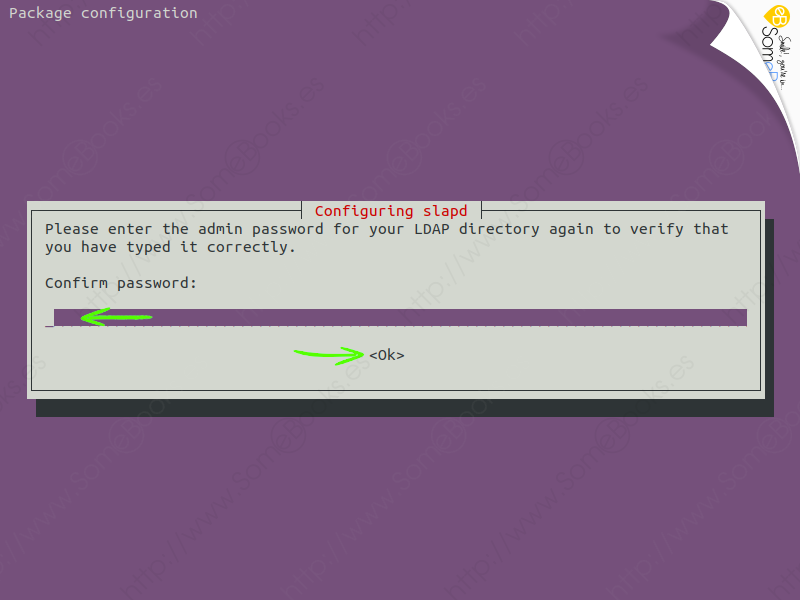 Package configuration
Configuring slapd
Please enter the admin password for your LDAP directory again to verify that
you have typed it correctly.
Confirm password:
<Ok>
http://www.SomeBooks.es